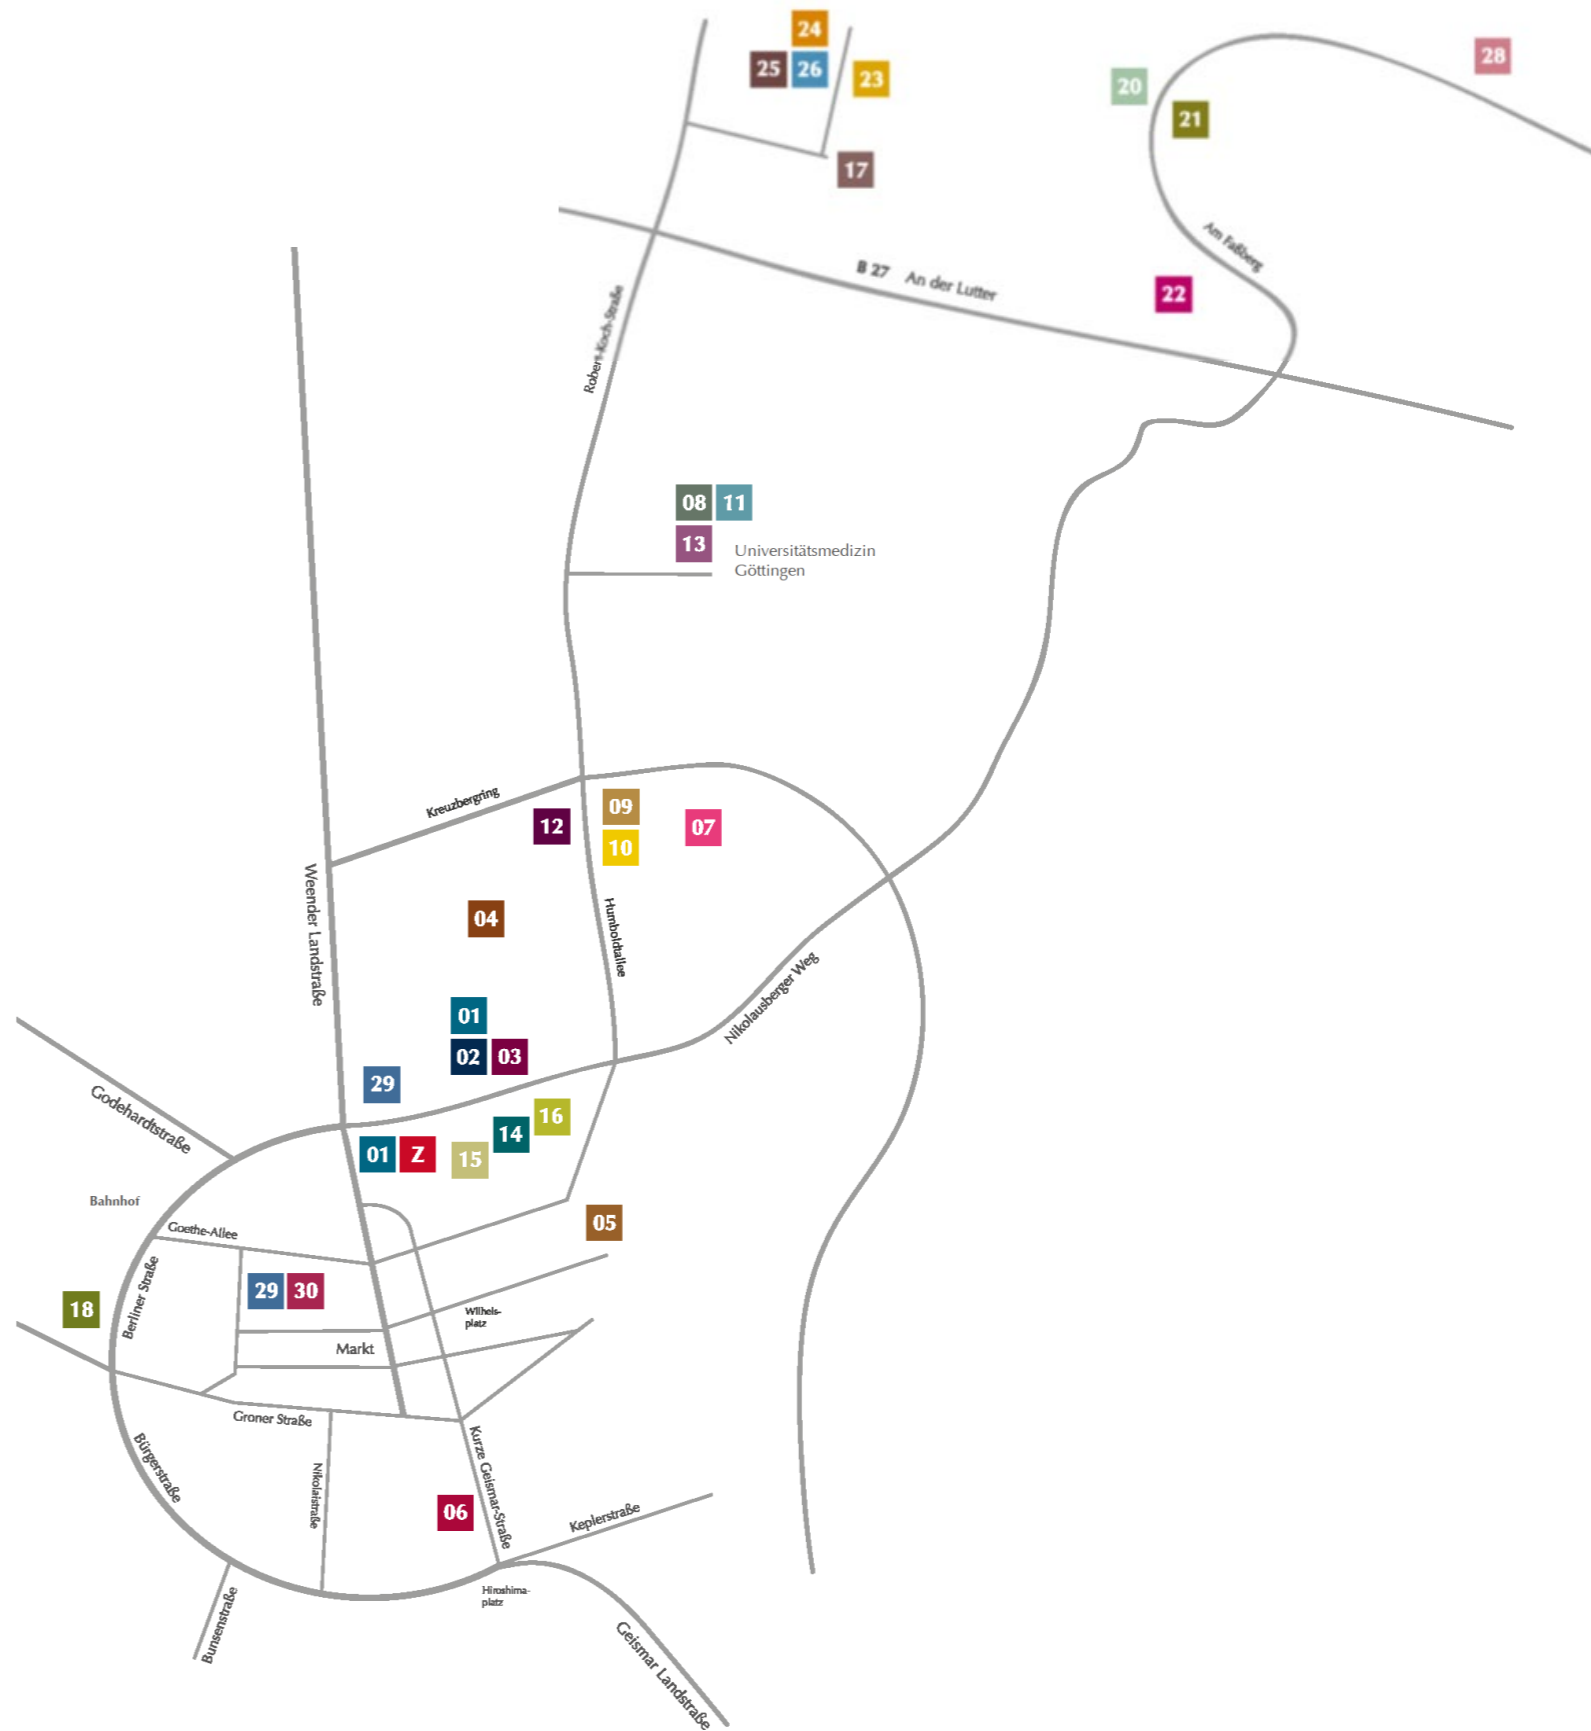 24
25 26 23
28
20
21
17
Am Faßberg
B 27 An der Lutter
22
Robert-Koch-Straße
08 11
13
Universitätsmedizin
Göttingen
Kreuzbergring
12
09
07
10
Weender Landstraße
04
Humboldtallee
Nikolausberger Weg
01
02 03
29
Godehardtstraße
16
14
01 Z
15
Bahnhof
Goethe-Allee
05
Berliner Straße
29 30
18
Wilhels-
platz
Markt
Groner Straße
Bürgerstraße
Nikolaistraße
Kurze Geismar-Straße
06
Keplerstraße
Hiroshima-
platz
Bunsenstraße
Geismar Landstraße